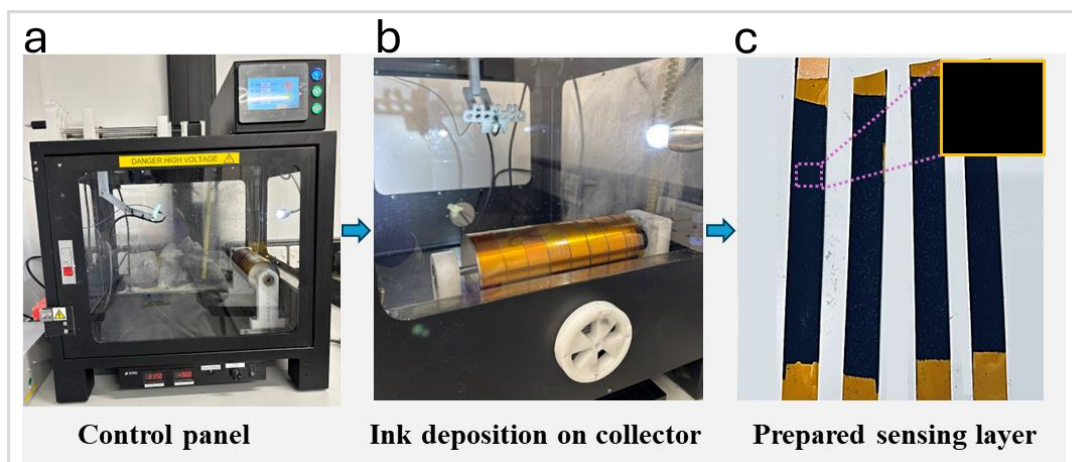 a
b
c
DANGER HIGH VOLTAGE
Control panel
Ink deposition on collector
Prepared sensing layer